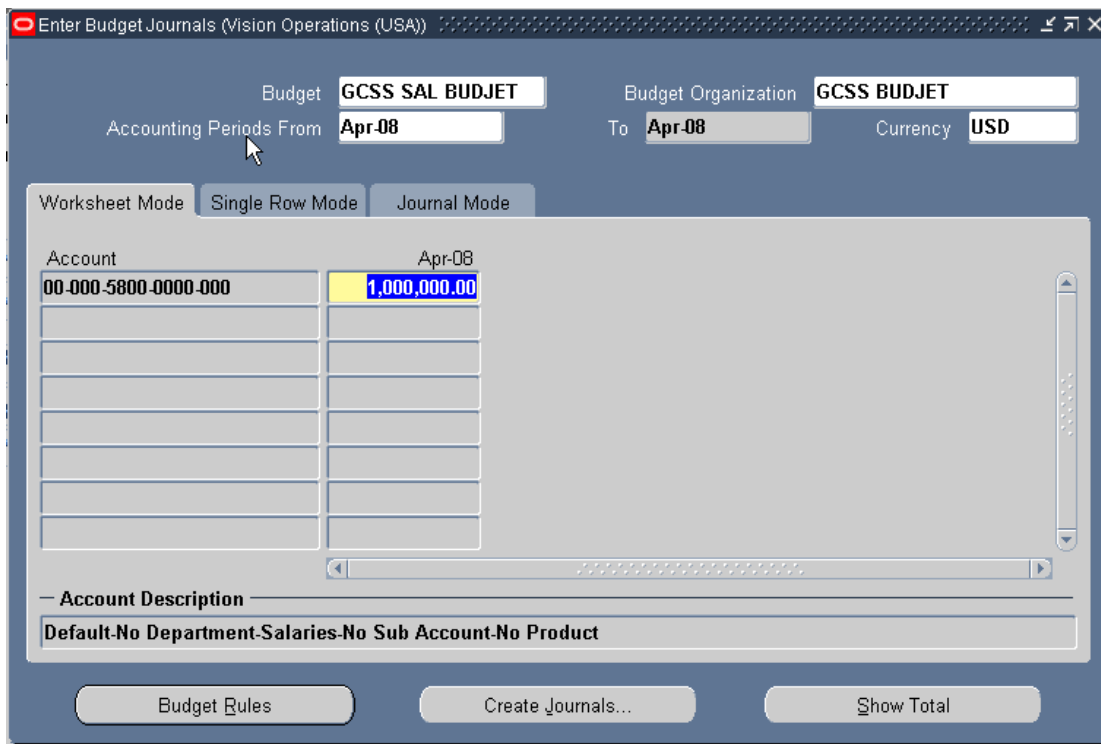 Enter Budget Journals (Vision Operations (USA))
Budget GCSS SAL BUDJET Budget Organization GCSS BUDJET
Accounting Periods From Apr-08 To Apr-08 Currency USD
Worksheet Mode Single Row Mode Journal Mode
Account Apr-08
00-000-5800-0000-000 1,000,000.00
Account Description
Default-No Department-Salaries-No Sub Account-No Product
Budget Rules Create Journals... Show Total